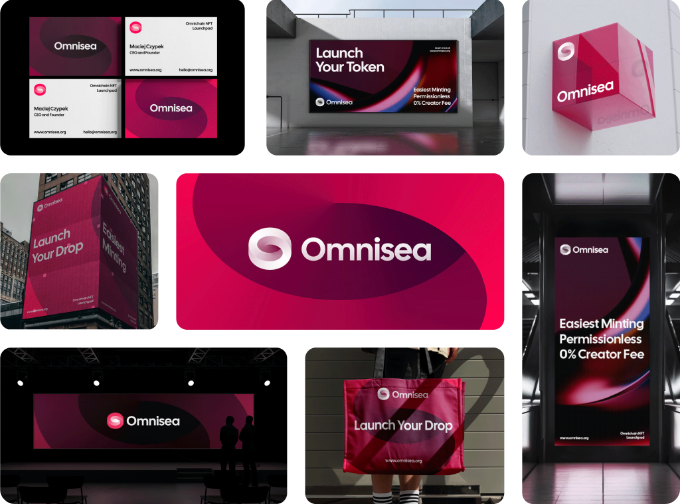 Omnisea
Omnichain NFT
Launchpad
Maciej Czypek
CEO and Founder
www.omnisea.org
hello@omnisea.org
Omnichain NFT
Launchpad
Maciej Czypek
CEO and Founder
www.omnisea.org
hello@omnisea.org
Omnisea
Launch
Your Token
Easiest Minting
Permissionless
0% Creator Fee
Omnisea
Omnisea
Omnisea
Launch
Your Drop
Easiest
Minting
Omnisea
Omnisea
Easiest Minting
Permissionless
0% Creator Fee
Omnichain NFT
Launchpad
www.omnisea.org
Omnisea
Omnisea
Launch Your Drop
www.omnisea.org